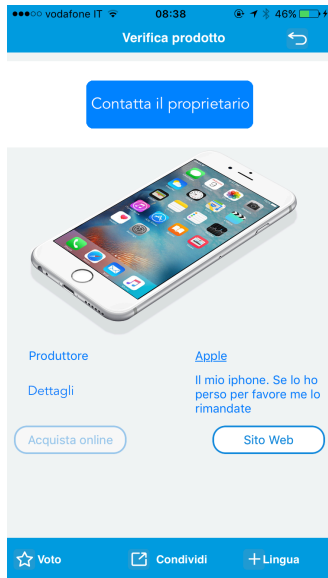 vodafone IT 08:38 46%
Verifica prodotto
Contatta il proprietario
Produttore Apple
Dettagli Il mio iphone. Se lo ho
perso per favore me lo
rimandate
Acquista online Sito Web
Voto Condividi +Lingua